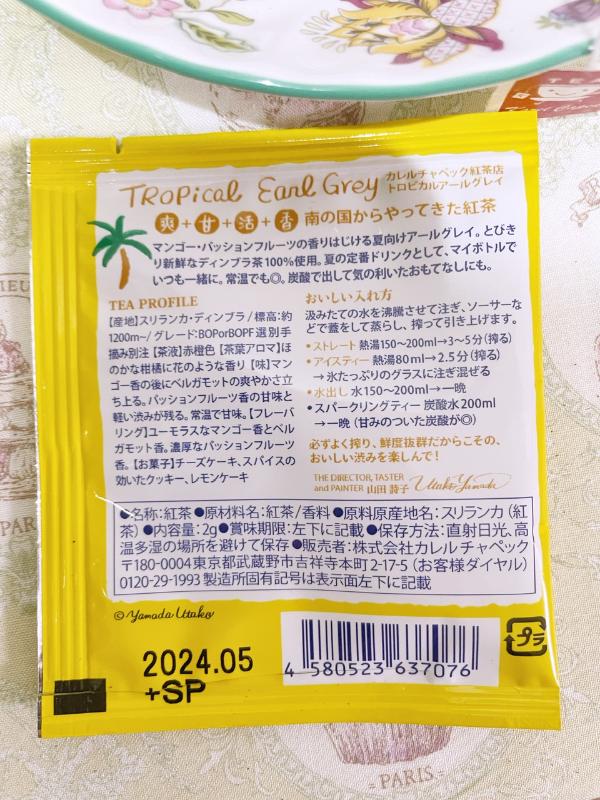 TROPical Earl Grey
カレルチャペック紅茶店
トロピカルアールグレイ
爽+甘+活+香 南の国からやってきた紅茶
マンゴー・パッションフルーツの香りはじける夏向けアールグレイ。とびき
り新鮮なディンブラ茶100%使用。夏の定番ドリンクとして、マイボトルで
いつも一緒に。常温でも◎。炭酸で出して気の利いたおもてなしにも。
TEA PROFILE
【産地】スリランカ・ディンブラ/標高:約
1200m~/グレード:BOPorBOPF選別手
摘み別注【茶液】赤橙色【茶葉アロマ】ほ
のかな柑橘に花のような香り【味】マン
ゴー香の後にベルガモットの爽やかさ立
ち上る。パッションフルーツ香の甘味と
軽い渋みが残る。常温で甘味。【フレーバ
リング】ユーモラスなマンゴー香とベル
ガモット香。濃厚なパッションフルーツ
香。【お菓子】チーズケーキ、スパイスの
効いたクッキー、レモンケーキ
おいしい入れ方
汲みたての水を沸騰させて注ぎ、ソーサーな
どで蓋をして蒸らし、搾って引き上げます。
•ストレート 熱湯150~200ml→3~5分(搾る)
•アイスティー 熱湯80ml→2.5分(搾る)
→氷たっぷりのグラスに注ぎ混ぜる
•水出し 水150~200ml→一晩
•スパークリングティー 炭酸水200ml
→一晩(甘みのついた炭酸が◎)
必ずよく搾り、鮮度抜群だからこその、
おいしい渋みを楽しんで!
THE DIRECTOR, TASTER
and PAINTER 山田 詩子 Utako Yamada
●名称:紅茶●原材料名:紅茶/香料●原料原産地名:スリランカ(紅
茶)●内容量:2g●賞味期限:左下に記載●保存方法:直射日光、高
温多湿の場所を避けて保存●販売者:株式会社カレルチャペック
〒180-0004東京都武蔵野市吉祥寺本町2-17-5(お客様ダイヤル)
0120-29-1993 製造所固有記号は表示面左下に記載
© Yamada Utako
2024.05
+SP
4 580523 637076
プラ
PARIS
PARIS